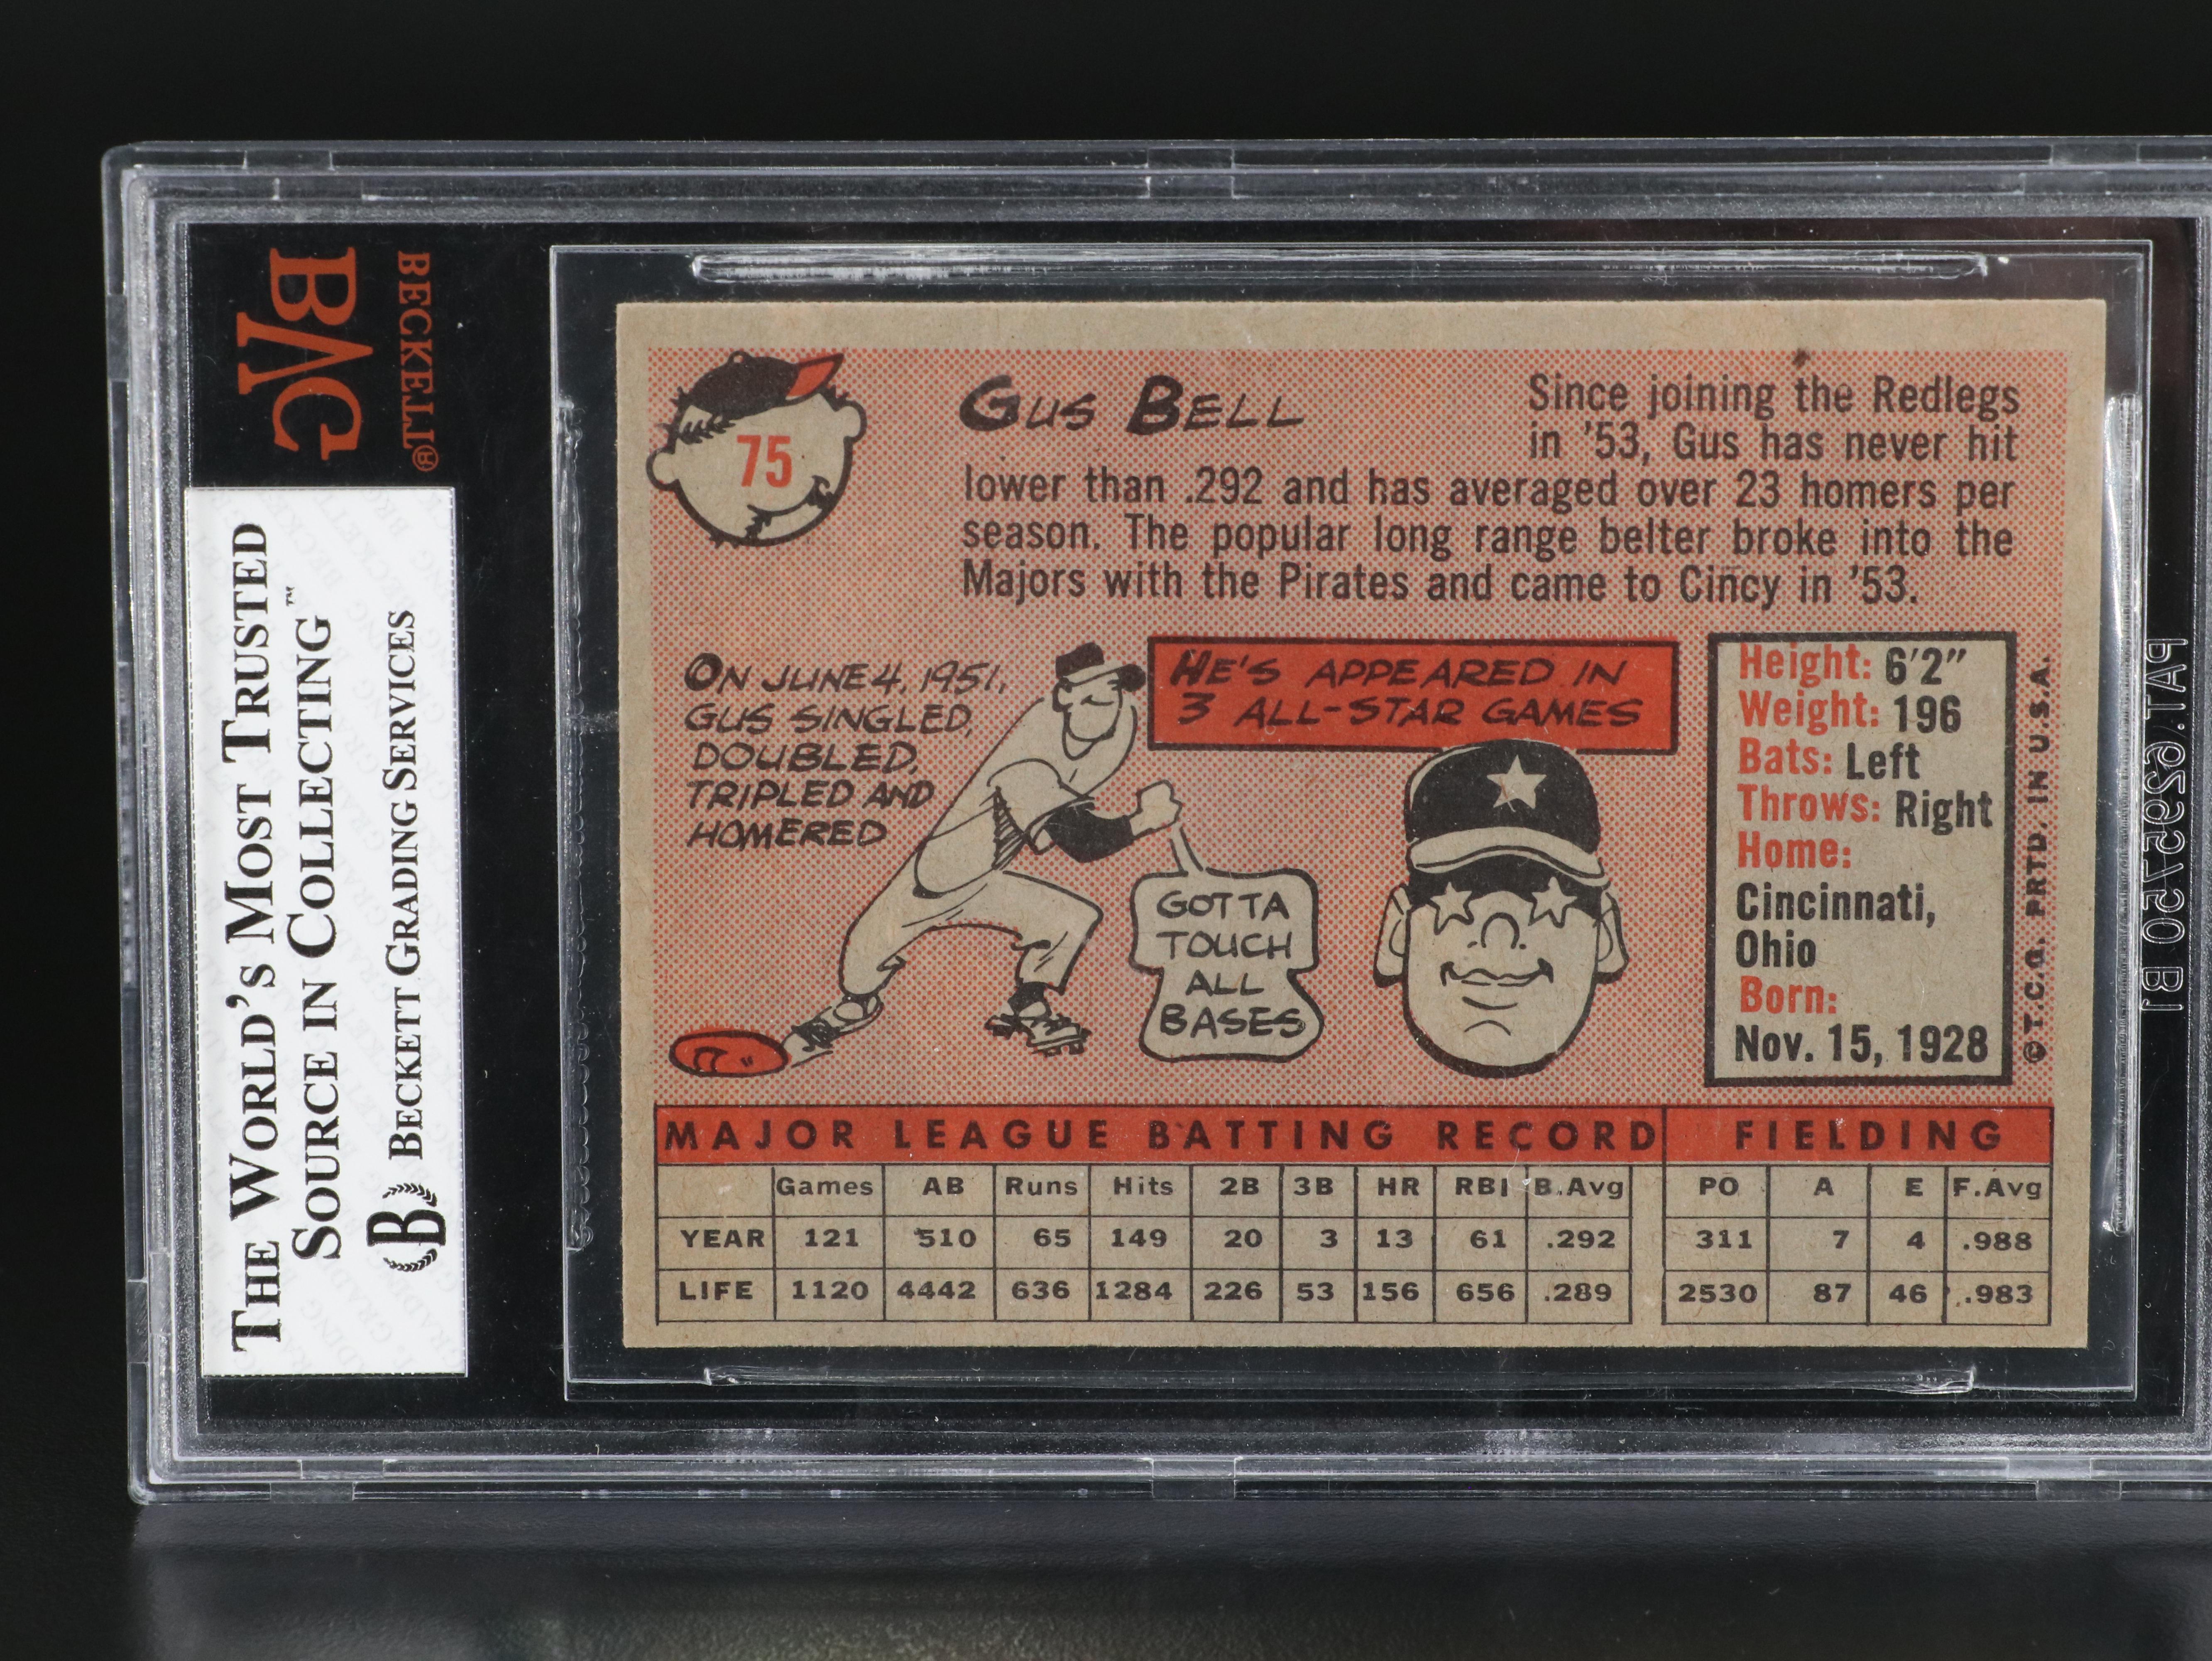 BECKETT®
BVG
THE WORLD'S MOST TRUSTED
SOURCE IN COLLECTING™
B BECKETT GRADING SERVICES
75
GUS BELL
Since joining the Redlegs
in '53, Gus has never hit
lower than .292 and has averaged over 23 homers per
season. The popular long range belter broke into the
Majors with the Pirates and came to Cincy in '53.
ON JUNE 4, 1951,
GUS SINGLED,
DOUBLED,
TRIPLED AND
HOMERED
GOTTA
TOUCH
ALL
BASES
HE'S APPEARED IN
3 ALL-STAR GAMES
Height: 6'2"
Weight: 196
Bats: Left
Throws: Right
Home:
Cincinnati,
Ohio
Born:
Nov. 15, 1928
©T.C.G. PRTD. IN U.S.A.
MAJOR LEAGUE BATTING RECORD FIELDING
Games AB Runs Hits 2B 3B HR RBI B.Avg PO A E F.Avg
YEAR 121 510 65 149 20 3 13 61 .292 311 7 4 .988
LIFE 1120 4442 636 1284 226 53 156 656 .289 2530 87 46 .983
PAT. 6295750 B1